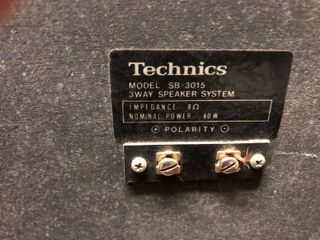 Technics
MODEL SB-3015
3WAY SPEAKER SYSTEM
IMPEDANCE 8Ω
NOMINAL POWER 40W
⊕ POLARITY ⊖